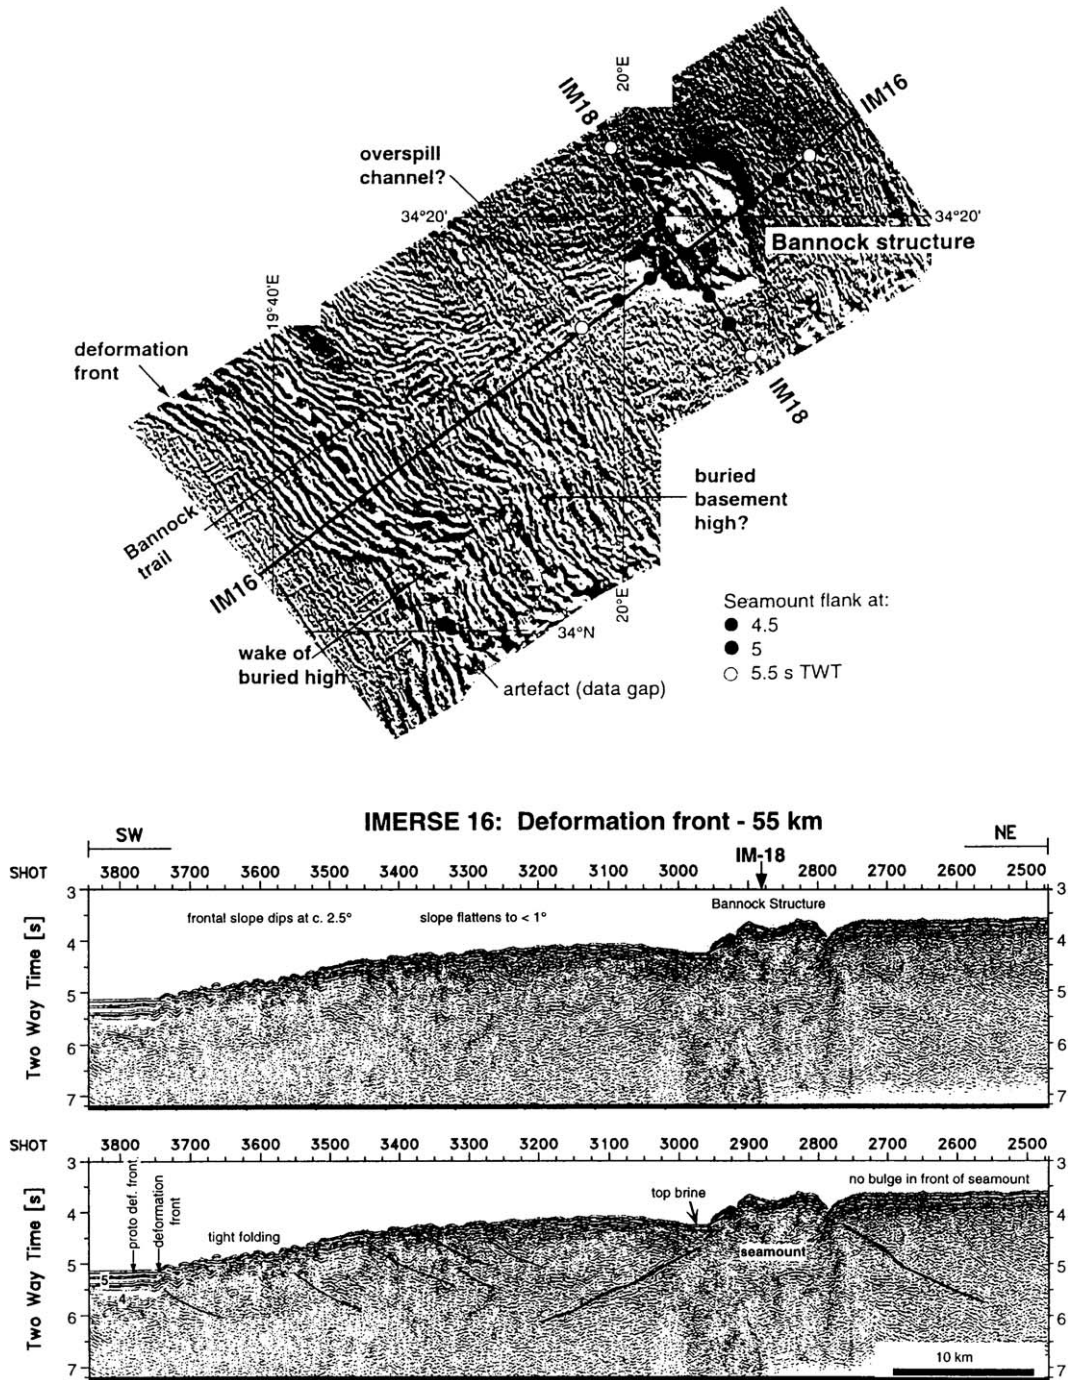 20°E
IM18
IM16
overspill
channel?
34°20'
34°20'
Bannock structure
19°40'E
deformation
front
IM18
buried
basement
high?
Bannock
trail
IM16
20°E
Seamount flank at:
4.5
5
5.5 s TWT
34°N
wake of
buried high
artefact (data gap)
IMERSE 16: Deformation front - 55 km
SW
NE
IM-18
SHOT 3800 3700 3600 3500 3400 3300 3200 3100 3000 2900 2800 2700 2600 2500
3 3
frontal slope dips at c. 2.5° slope flattens to < 1° Bannock Structure
4 4
5 5
6 6
7 7
Two Way Time [s]
SHOT 3800 3700 3600 3500 3400 3300 3200 3100 3000 2900 2800 2700 2600 2500
3 3
proto def. front.
deformation
front
tight folding
top brine
no bulge in front of seamount
4 4
seamount
5 5
5
4
6 6
10 km
7 7
Two Way Time [s]